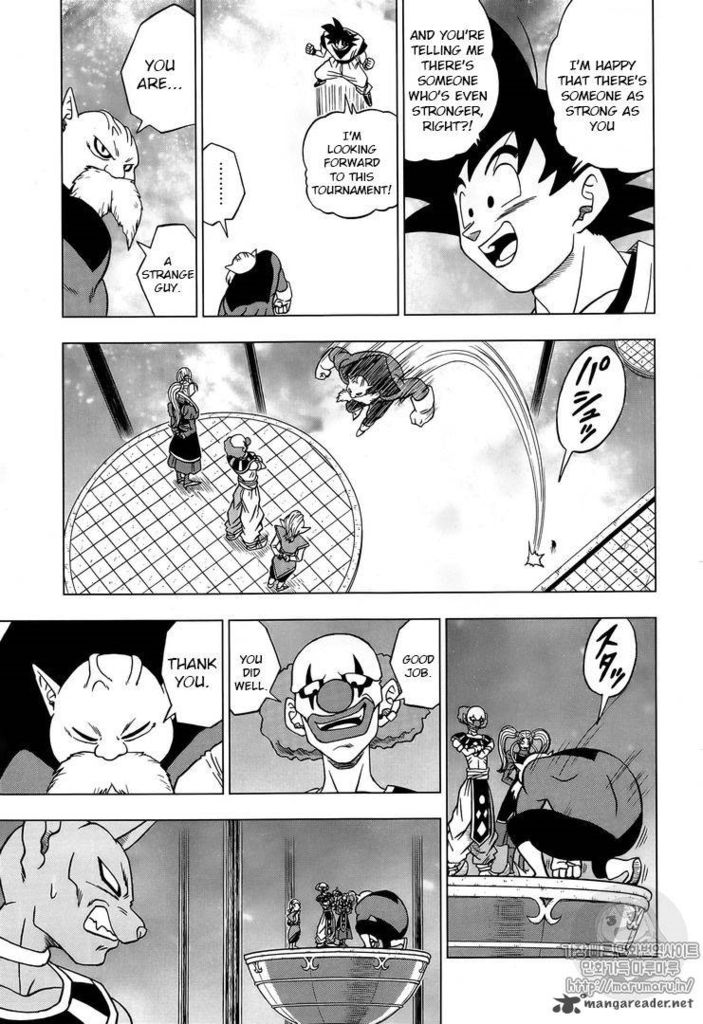 I'M HAPPY
THAT THERE'S
SOMEONE AS
STRONG AS
YOU
AND YOU'RE
TELLING ME
THERE'S
SOMEONE
WHO'S EVEN
STRONGER,
RIGHT?!
I'M
LOOKING
FORWARD
TO THIS
TOURNAMENT!
.......
YOU
ARE...
A
STRANGE
GUY.
パシュッ
スタッ
GOOD
JOB.
YOU
DID
WELL.
THANK
YOU.
http://marumaru.in/
mangareader.net